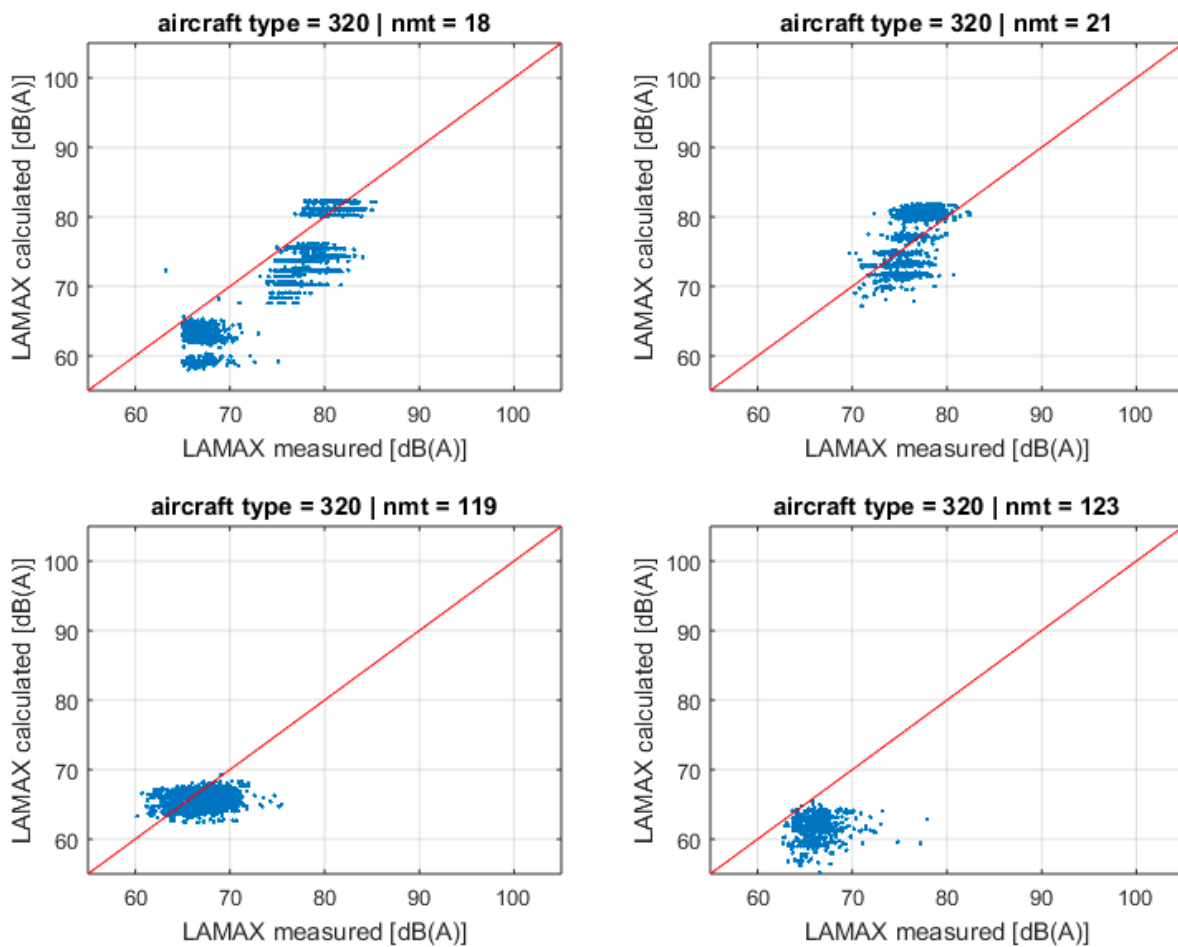 aircraft type = 320 | nmt = 18
LAMAX calculated [dB(A)]
100
90
80
70
60
60 70 80 90 100
LAMAX measured [dB(A)]
aircraft type = 320 | nmt = 21
LAMAX calculated [dB(A)]
100
90
80
70
60
60 70 80 90 100
LAMAX measured [dB(A)]
aircraft type = 320 | nmt = 119
LAMAX calculated [dB(A)]
100
90
80
70
60
60 70 80 90 100
LAMAX measured [dB(A)]
aircraft type = 320 | nmt = 123
LAMAX calculated [dB(A)]
100
90
80
70
60
60 70 80 90 100
LAMAX measured [dB(A)]